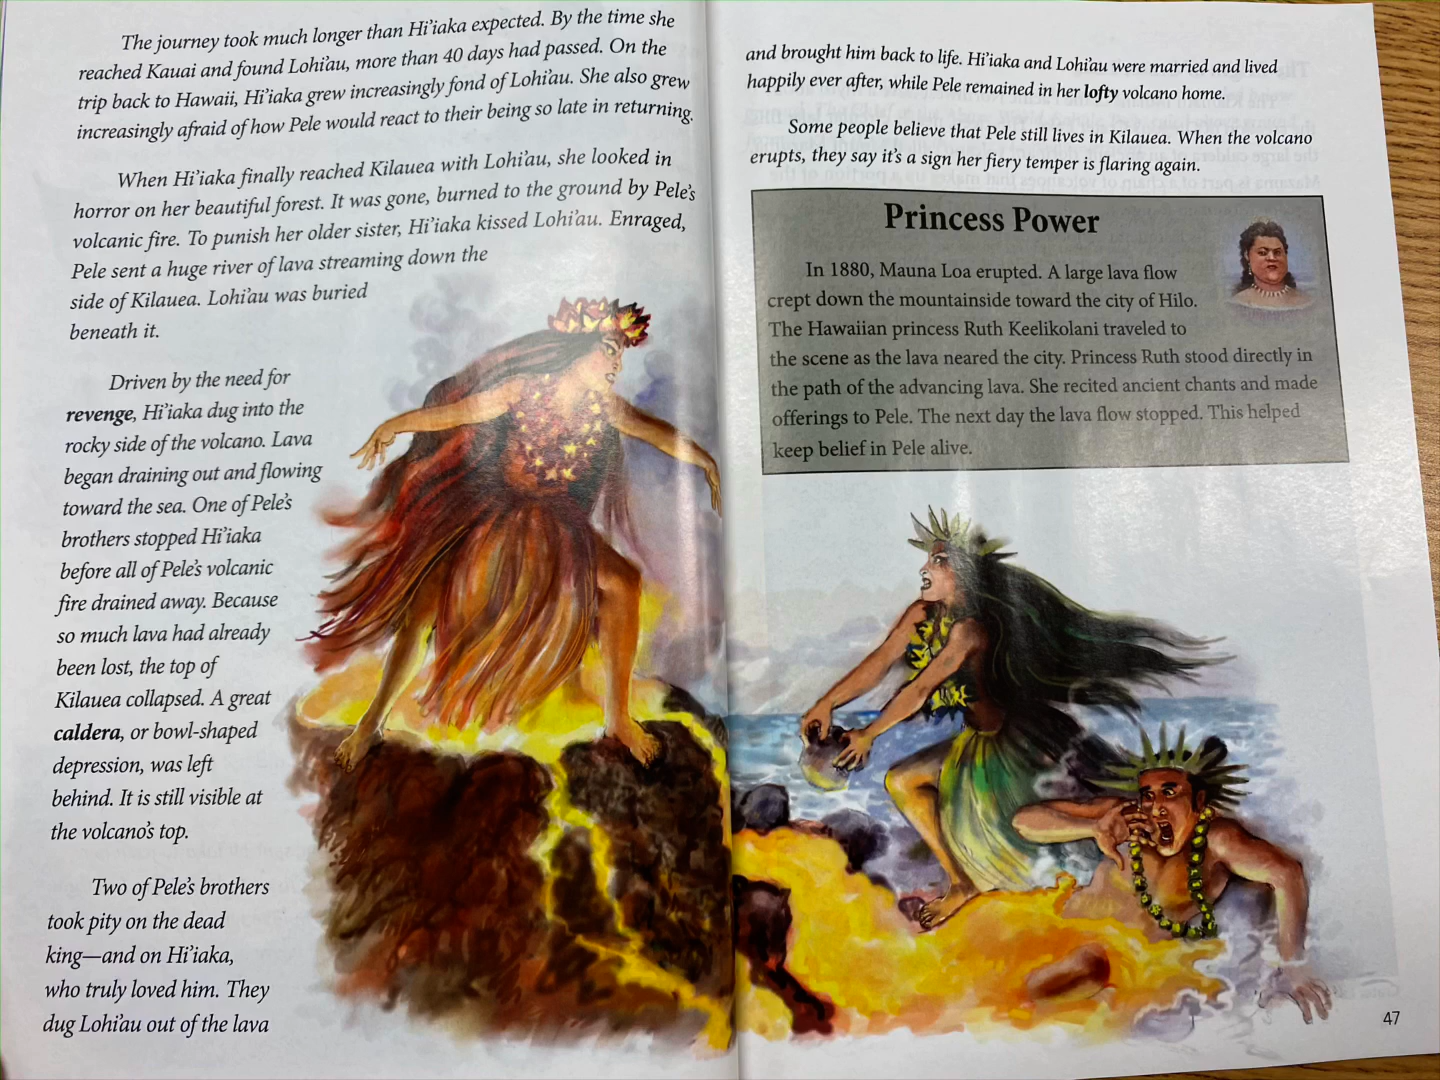 The journey took much longer than Hi’iaka expected. By the time she
reached Kauai and found Lohi’au, more than 40 days had passed. On the
trip back to Hawaii, Hi’iaka grew increasingly fond of Lohi’au. She also grew
increasingly afraid of how Pele would react to their being so late in returning.
When Hi’iaka finally reached Kilauea with Lohi’au, she looked in
horror on her beautiful forest. It was gone, burned to the ground by Pele’s
volcanic fire. To punish her older sister, Hi’iaka kissed Lohi’au. Enraged,
Pele sent a huge river of lava streaming down the
side of Kilauea. Lohi’au was buried
beneath it.
Driven by the need for
revenge, Hi’iaka dug into the
rocky side of the volcano. Lava
began draining out and flowing
toward the sea. One of Pele’s
brothers stopped Hi’iaka
before all of Pele’s volcanic
fire drained away. Because
so much lava had already
been lost, the top of
Kilauea collapsed. A great
caldera, or bowl-shaped
depression, was left
behind. It is still visible at
the volcano’s top.
Two of Pele’s brothers
took pity on the dead
king—and on Hi’iaka,
who truly loved him. They
dug Lohi’au out of the lava
and brought him back to life. Hi’iaka and Lohi’au were married and lived
happily ever after, while Pele remained in her lofty volcano home.
Some people believe that Pele still lives in Kilauea. When the volcano
erupts, they say it’s a sign her fiery temper is flaring again.
Princess Power
In 1880, Mauna Loa erupted. A large lava flow
crept down the mountainside toward the city of Hilo.
The Hawaiian princess Ruth Keelikolani traveled to
the scene as the lava neared the city. Princess Ruth stood directly in
the path of the advancing lava. She recited ancient chants and made
offerings to Pele. The next day the lava flow stopped. This helped
keep belief in Pele alive.
47